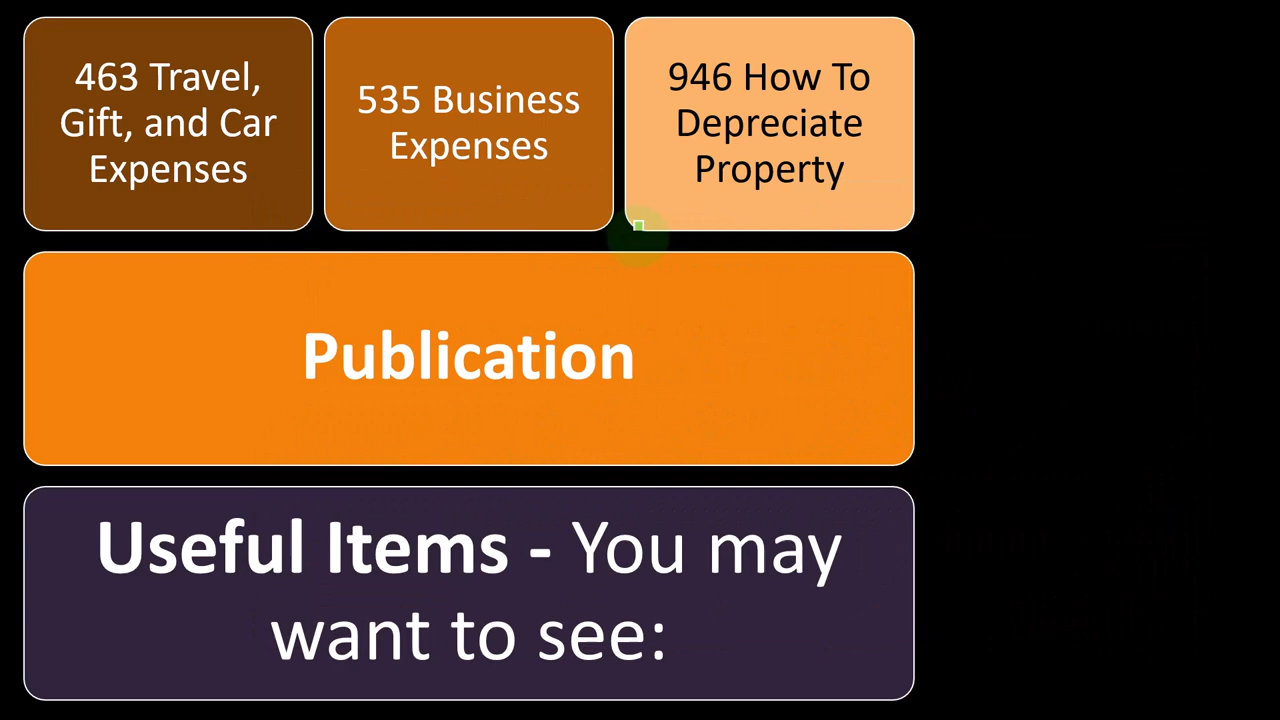 463 Travel,
Gift, and Car
Expenses
535 Business
Expenses
946 How To
Depreciate
Property
Publication
Useful Items - You may
want to see: